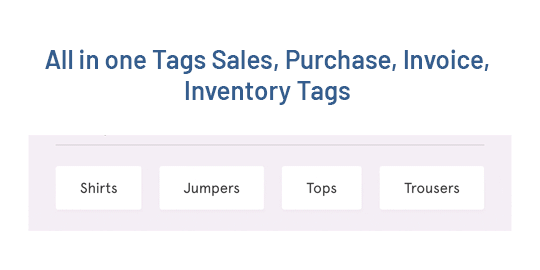 All in one Tags Sales, Purchase, Invoice,
Inventory Tags
Shirts Jumpers Tops Trousers